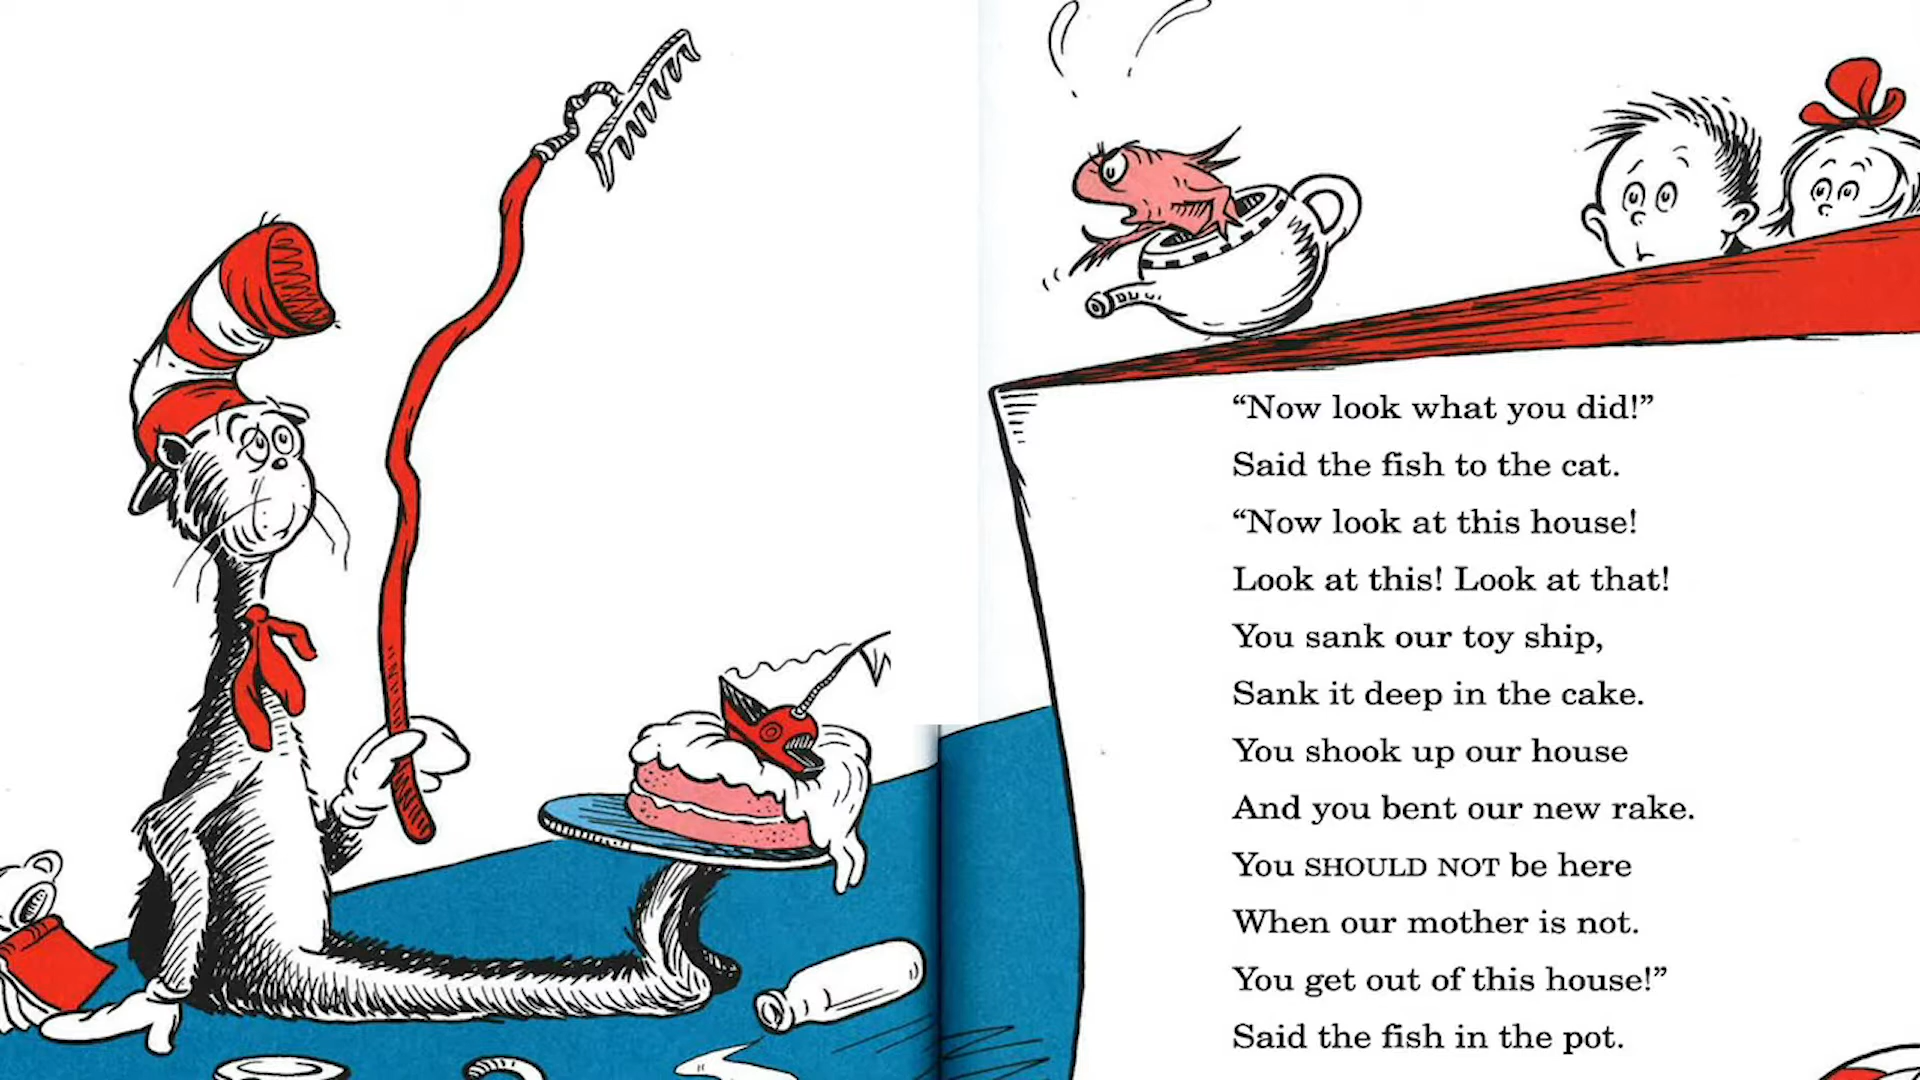 “Now look what you did!”
Said the fish to the cat.
“Now look at this house!
Look at this! Look at that!
You sank our toy ship,
Sank it deep in the cake.
You shook up our house
And you bent our new rake.
You SHOULD NOT be here
When our mother is not.
You get out of this house!”
Said the fish in the pot.